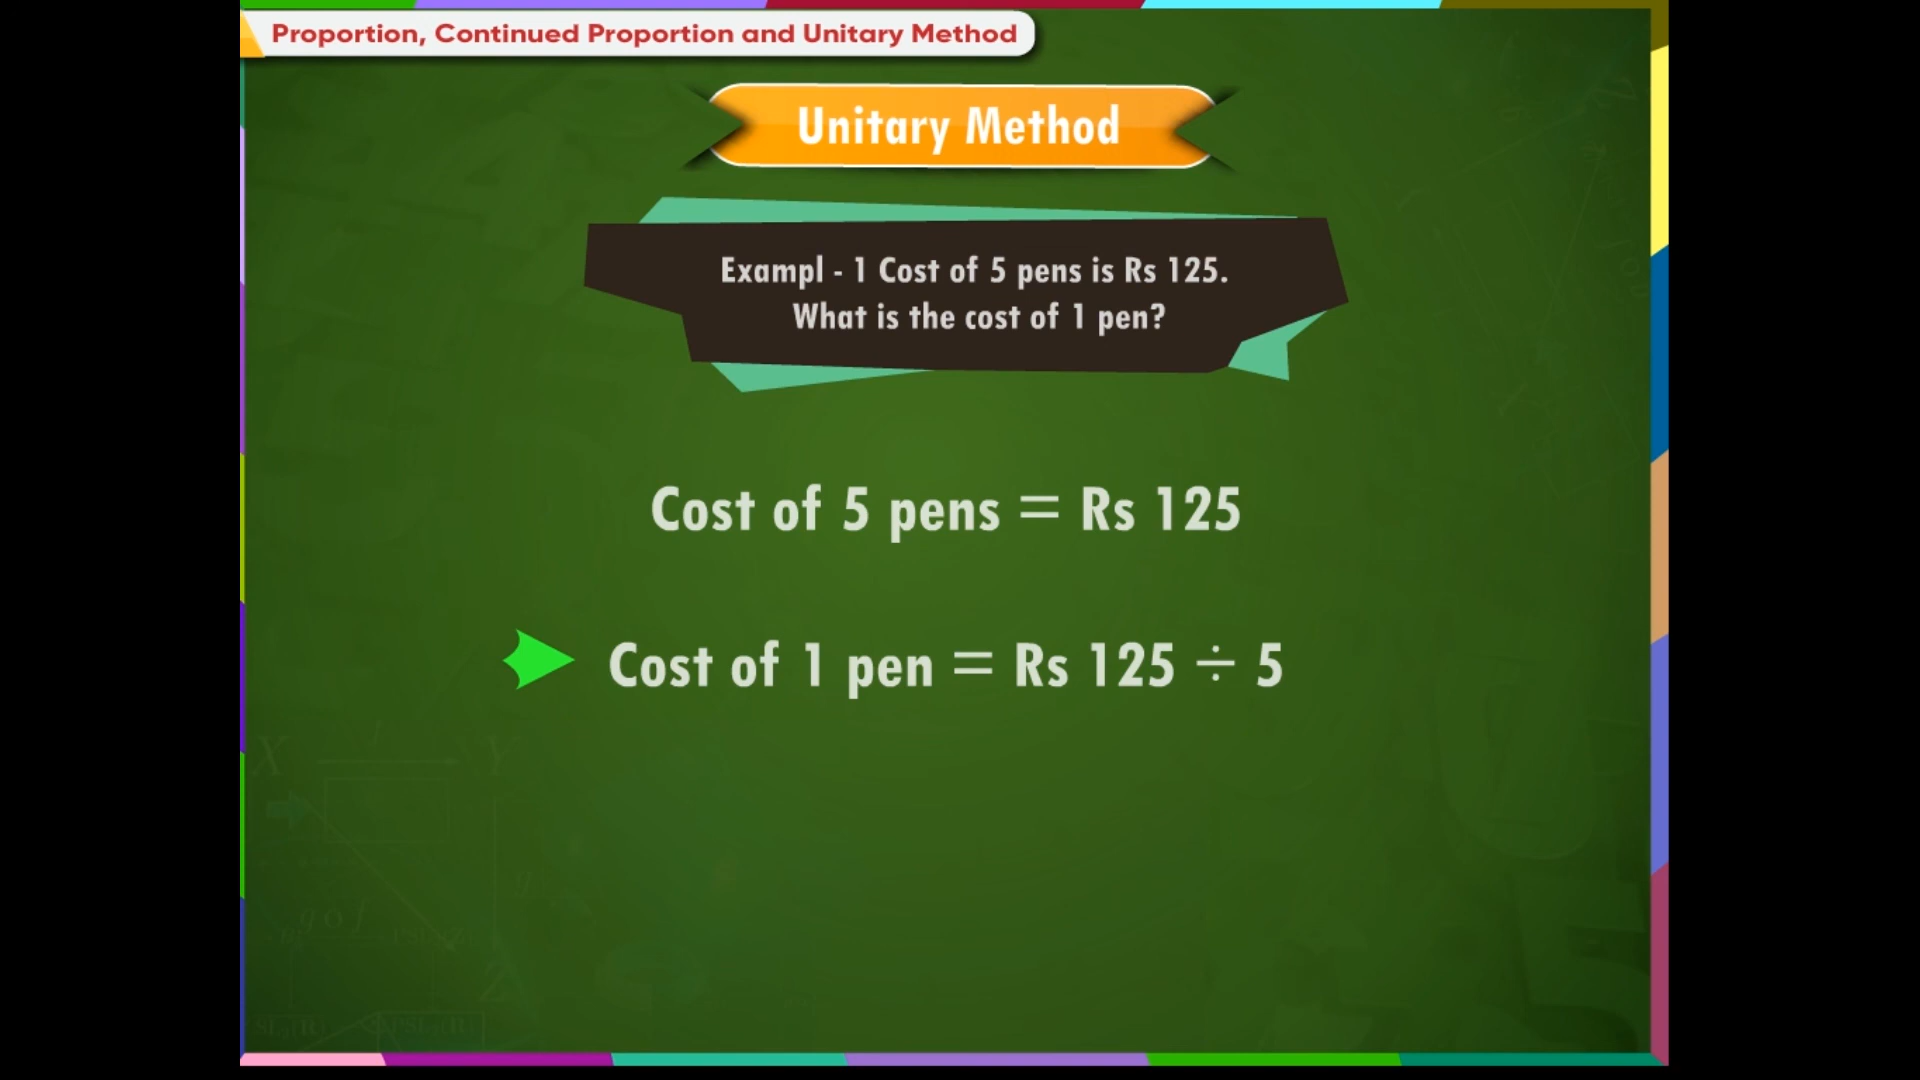 Proportion, Continued Proportion and Unitary Method
Unitary Method
Exampl - 1 Cost of 5 pens is Rs 125.
What is the cost of 1 pen?
Cost of 5 pens = Rs 125
Cost of 1 pen = Rs 125 ÷ 5
X
Y
g o f
Z